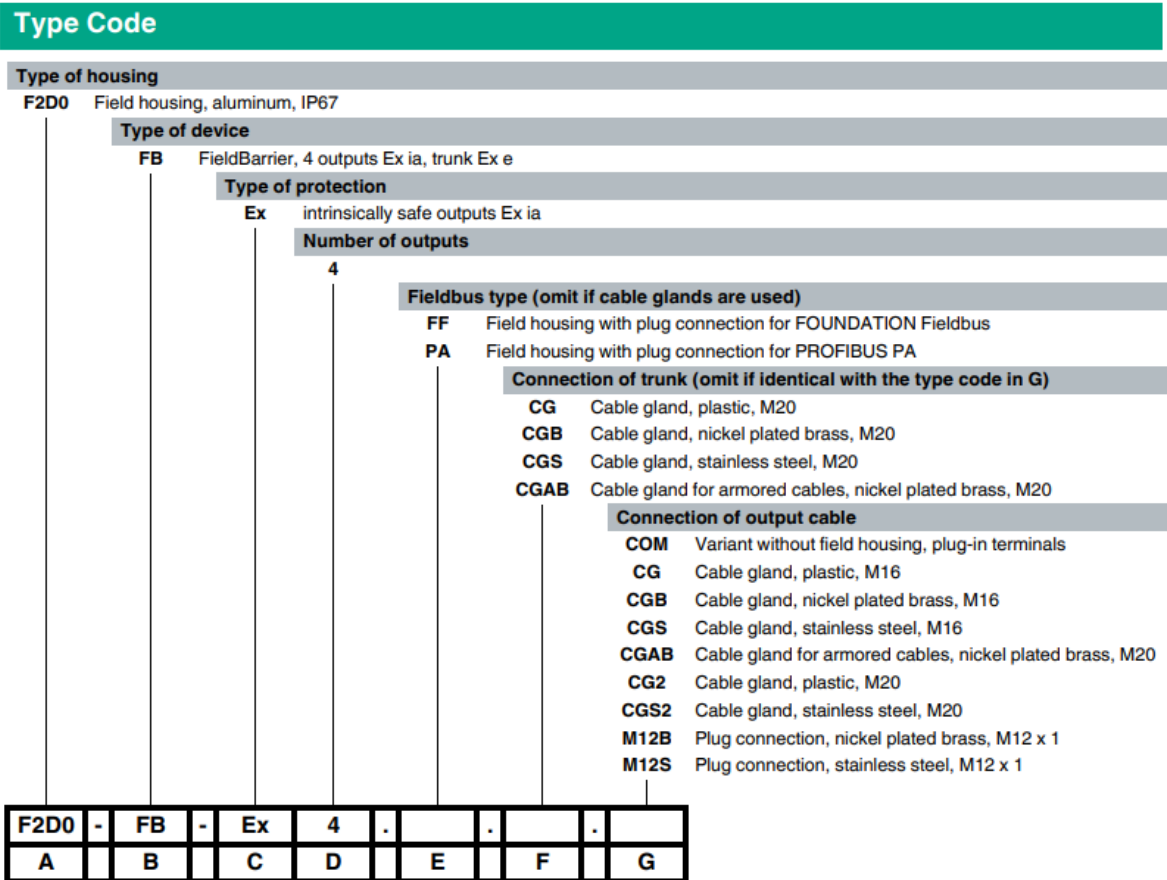 Type Code
Type of housing
F2D0 Field housing, aluminum, IP67
Type of device
FB FieldBarrier, 4 outputs Ex ia, trunk Ex e
Type of protection
Ex intrinsically safe outputs Ex ia
Number of outputs
4
Fieldbus type (omit if cable glands are used)
FF Field housing with plug connection for FOUNDATION Fieldbus
PA Field housing with plug connection for PROFIBUS PA
Connection of trunk (omit if identical with the type code in G)
CG Cable gland, plastic, M20
CGB Cable gland, nickel plated brass, M20
CGS Cable gland, stainless steel, M20
CGAB Cable gland for armored cables, nickel plated brass, M20
Connection of output cable
COM Variant without field housing, plug-in terminals
CG Cable gland, plastic, M16
CGB Cable gland, nickel plated brass, M16
CGS Cable gland, stainless steel, M16
CGAB Cable gland for armored cables, nickel plated brass, M20
CG2 Cable gland, plastic, M20
CGS2 Cable gland, stainless steel, M20
M12B Plug connection, nickel plated brass, M12 x 1
M12S Plug connection, stainless steel, M12 x 1
F2D0 - FB - Ex 4 . . .
A B C D E F G